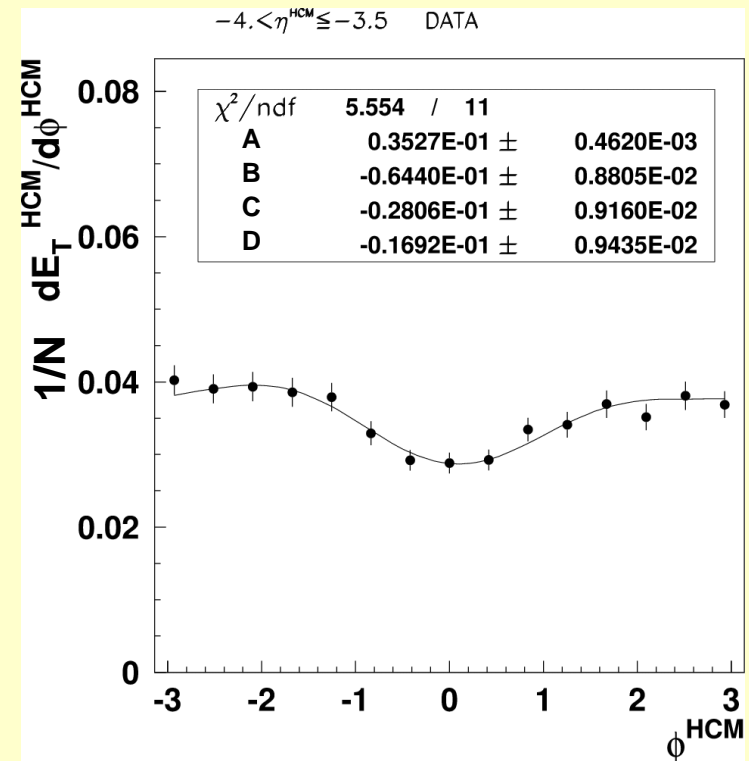 −4.<η^HCM≤−3.5 DATA
1/N dE_T^HCM/dϕ^HCM
χ²/ndf 5.554 / 11
A 0.3527E-01 ± 0.4620E-03
B -0.6440E-01 ± 0.8805E-02
C -0.2806E-01 ± 0.9160E-02
D -0.1692E-01 ± 0.9435E-02
0.08
0.06
0.04
0.02
0
-3 -2 -1 0 1 2 3
ϕ^HCM